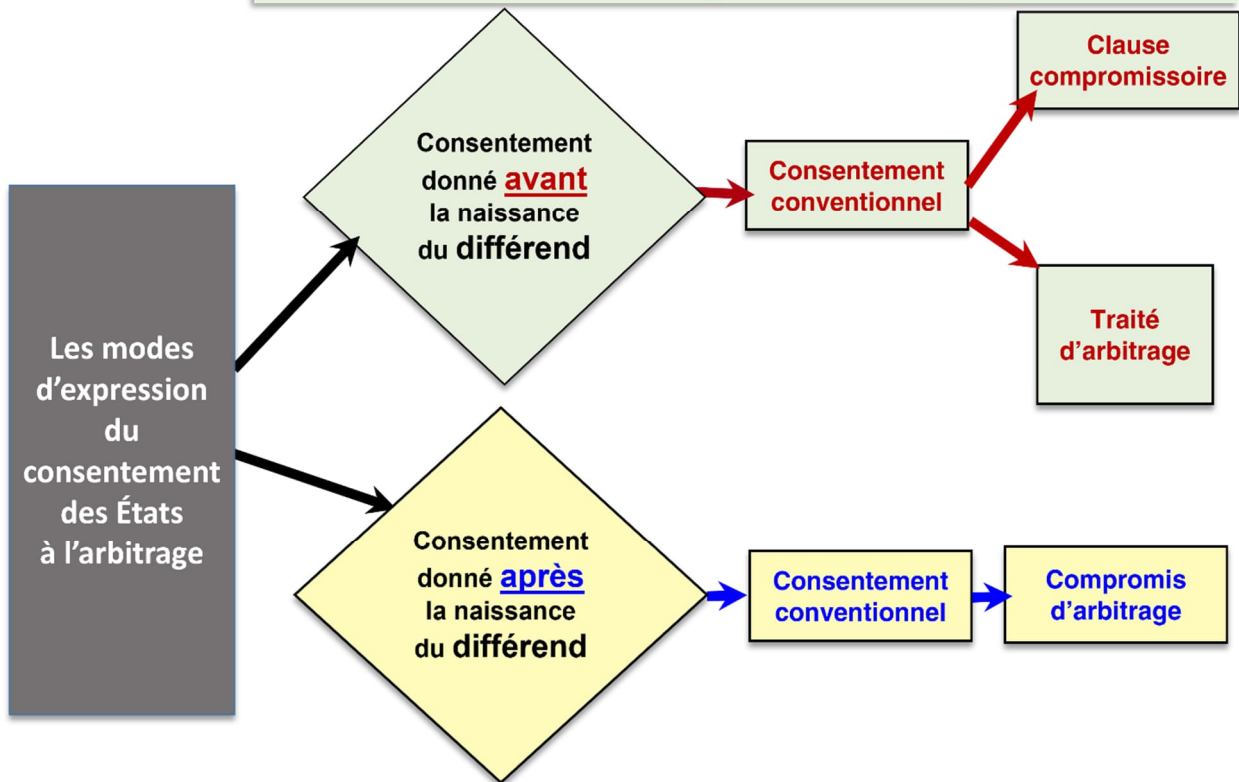 Les modes
d'expression
du
consentement
des États
à l'arbitrage
Consentement
donné avant
la naissance
du différend
Consentement
conventionnel
Clause
compromissoire
Traité
d'arbitrage
Consentement
donné après
la naissance
du différend
Consentement
conventionnel
Compromis
d'arbitrage